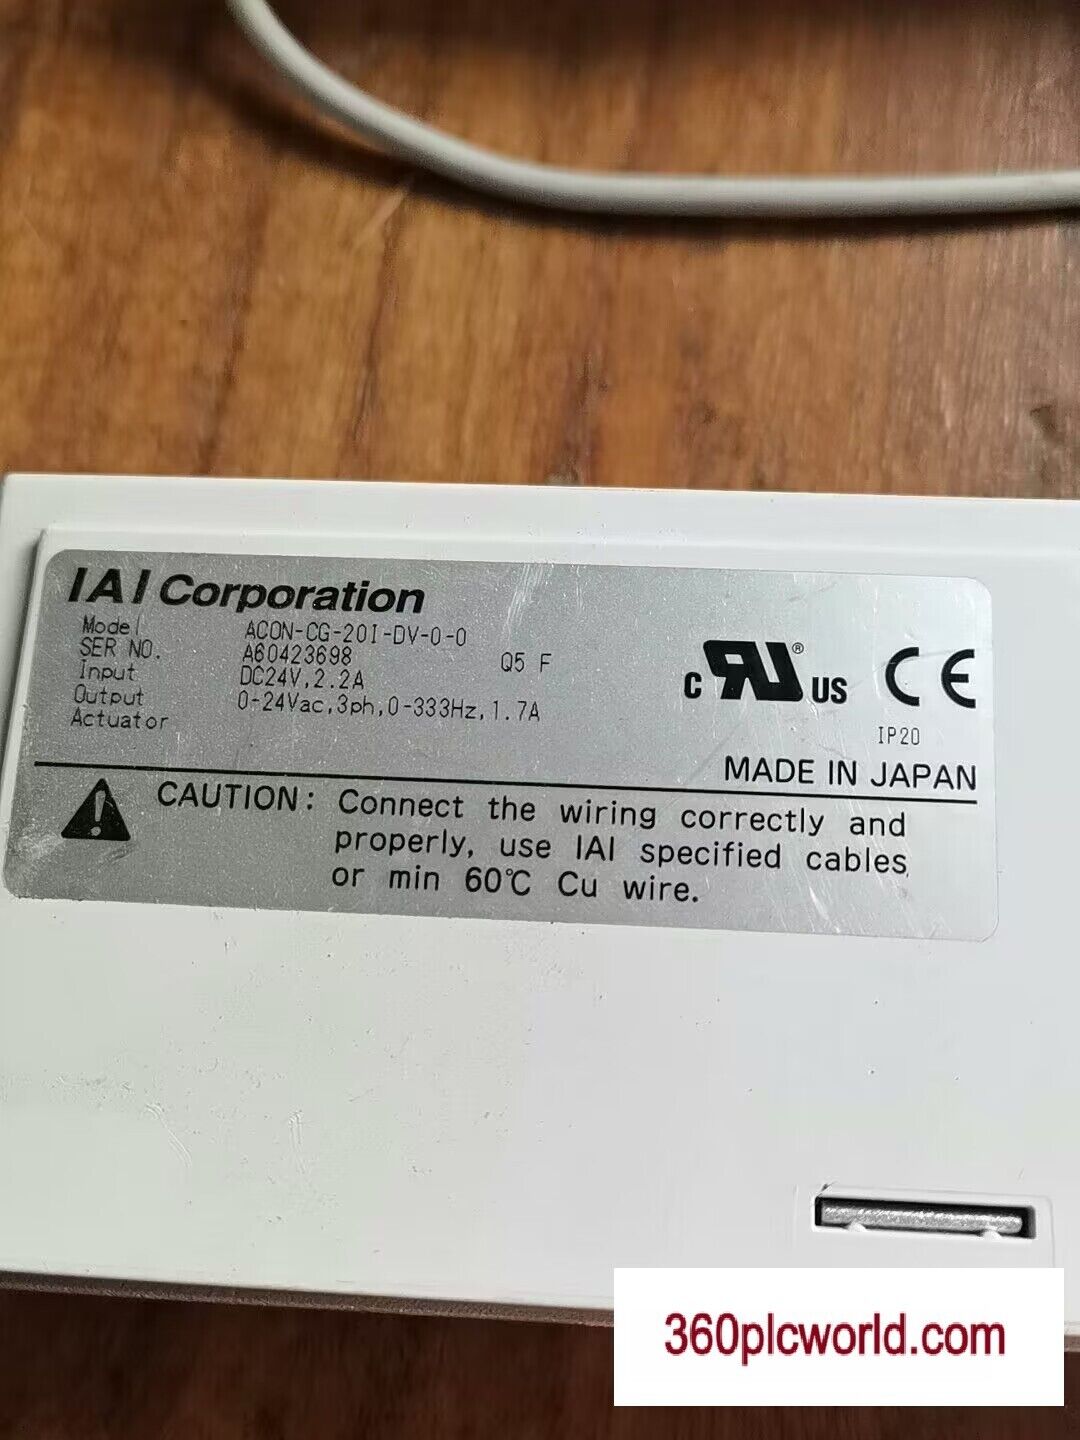 IAI Corporation
Model ACON-CG-20I-DV-0-0
SER NO. A60423698 Q5 F
Input DC24V,2.2A
Output 0-24Vac,3ph,0-333Hz,1.7A
Actuator
c RU ® US CE
IP20
MADE IN JAPAN
CAUTION: Connect the wiring correctly and
properly, use IAI specified cables
or min 60℃ Cu wire.
360plcworld.com